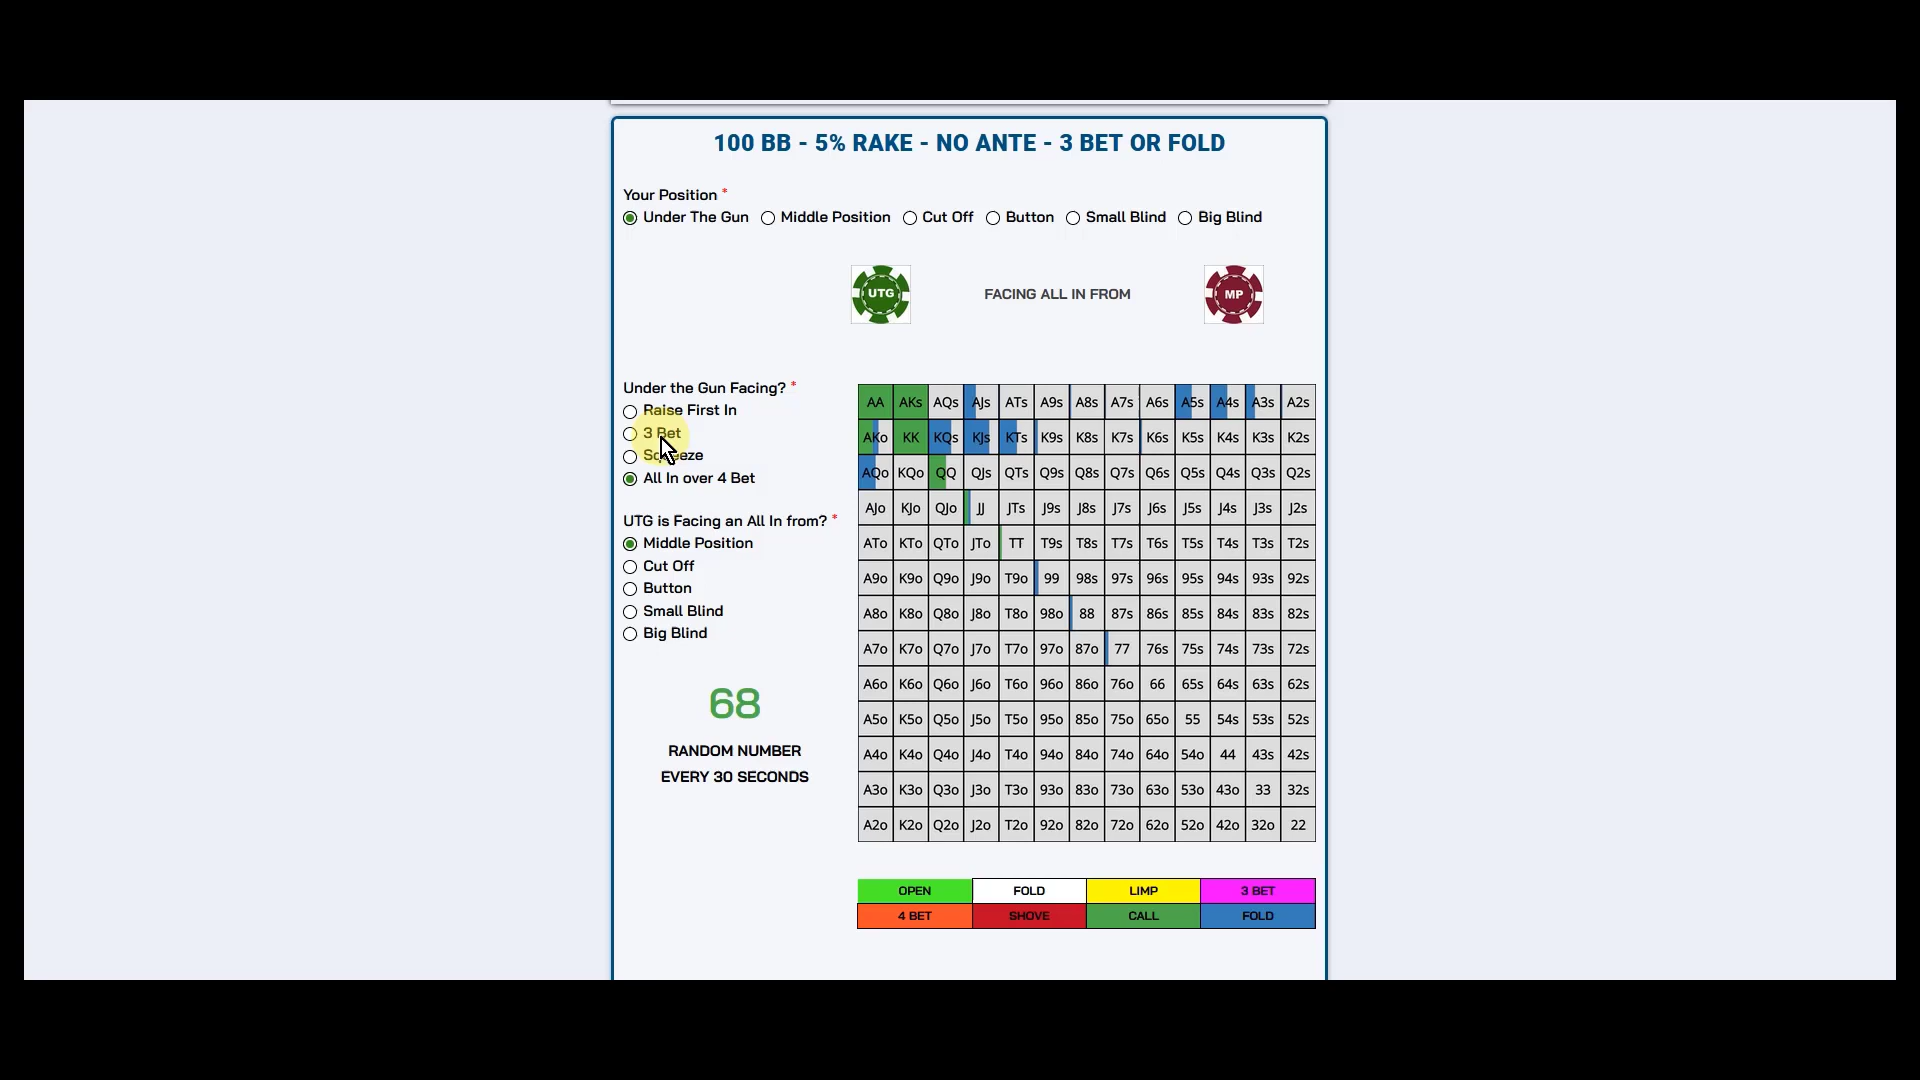 100 BB - 5% RAKE - NO ANTE - 3 BET OR FOLD
Your Position *
Under The Gun Middle Position Cut Off Button Small Blind Big Blind
UTG FACING ALL IN FROM MP
Under the Gun Facing? *
Raise First In
3 Bet
Squeeze
All In over 4 Bet
UTG is Facing an All In from? *
Middle Position
Cut Off
Button
Small Blind
Big Blind
68
RANDOM NUMBER
EVERY 30 SECONDS
AA AKs AQs AJs ATs A9s A8s A7s A6s A5s A4s A3s A2s
AKo KK KQs KJs KTs K9s K8s K7s K6s K5s K4s K3s K2s
AQo KQo QQ QJs QTs Q9s Q8s Q7s Q6s Q5s Q4s Q3s Q2s
AJo KJo QJo JJ JTs J9s J8s J7s J6s J5s J4s J3s J2s
ATo KTo QTo JTo TT T9s T8s T7s T6s T5s T4s T3s T2s
A9o K9o Q9o J9o T9o 99 98s 97s 96s 95s 94s 93s 92s
A8o K8o Q8o J8o T8o 98o 88 87s 86s 85s 84s 83s 82s
A7o K7o Q7o J7o T7o 97o 87o 77 76s 75s 74s 73s 72s
A6o K6o Q6o J6o T6o 96o 86o 76o 66 65s 64s 63s 62s
A5o K5o Q5o J5o T5o 95o 85o 75o 65o 55 54s 53s 52s
A4o K4o Q4o J4o T4o 94o 84o 74o 64o 54o 44 43s 42s
A3o K3o Q3o J3o T3o 93o 83o 73o 63o 53o 43o 33 32s
A2o K2o Q2o J2o T2o 92o 82o 72o 62o 52o 42o 32o 22
OPEN FOLD LIMP 3 BET
4 BET SHOVE CALL FOLD